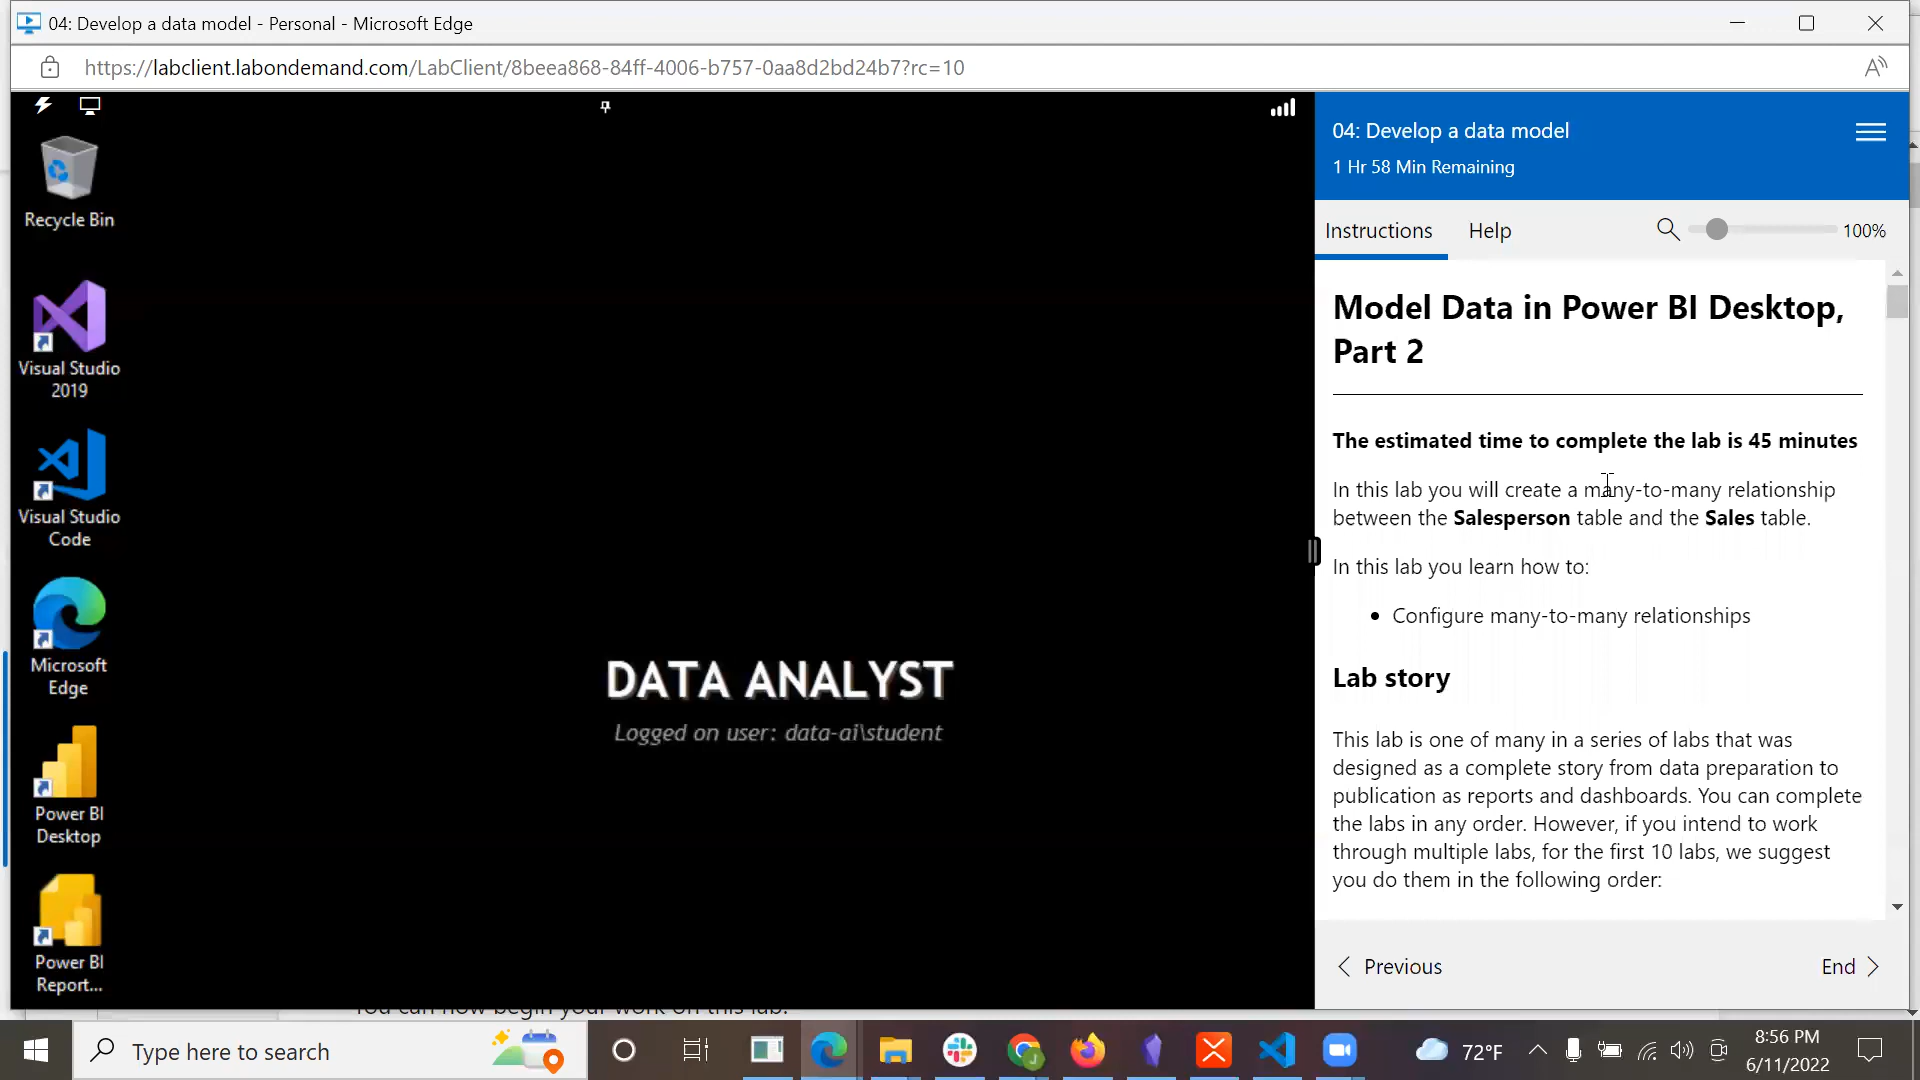 04: Develop a data model - Personal - Microsoft Edge
https://labclient.labondemand.com/LabClient/8beea868-84ff-4006-b757-0aa8d2bd24b7?rc=10
Recycle Bin
Visual Studio
2019
Visual Studio
Code
Microsoft
Edge
Power BI
Desktop
Power BI
Report...
DATA ANALYST
Logged on user: data-ai\student
04: Develop a data model
1 Hr 58 Min Remaining
Instructions
Help
100%
Model Data in Power BI Desktop,
Part 2
The estimated time to complete the lab is 45 minutes
In this lab you will create a many-to-many relationship
between the Salesperson table and the Sales table.
In this lab you learn how to:
• Configure many-to-many relationships
Lab story
This lab is one of many in a series of labs that was
designed as a complete story from data preparation to
publication as reports and dashboards. You can complete
the labs in any order. However, if you intend to work
through multiple labs, for the first 10 labs, we suggest
you do them in the following order:
Previous
End
You can now begin your work on this lab.
Type here to search
72°F
8:56 PM
6/11/2022